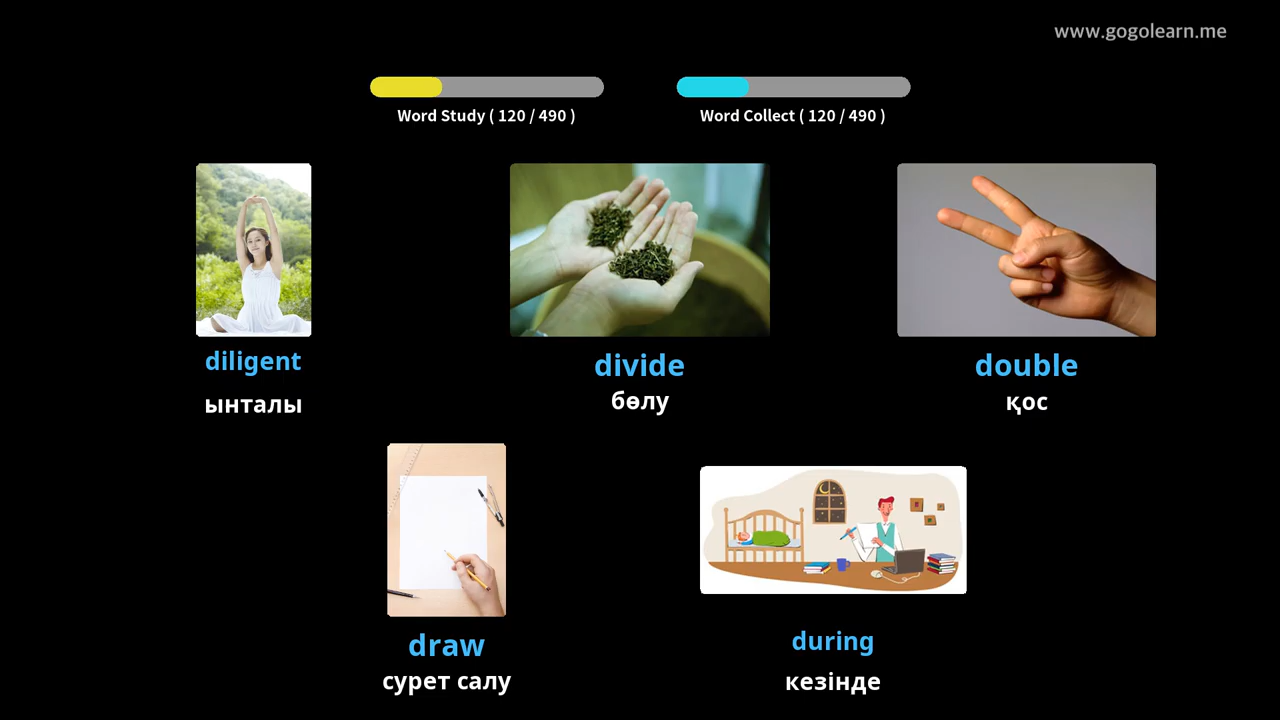 www.gogolearn.me
Word Study ( 120 / 490 )
Word Collect ( 120 / 490 )
diligent
ынталы
divide
бөлу
double
қос
draw
сурет салу
during
кезінде